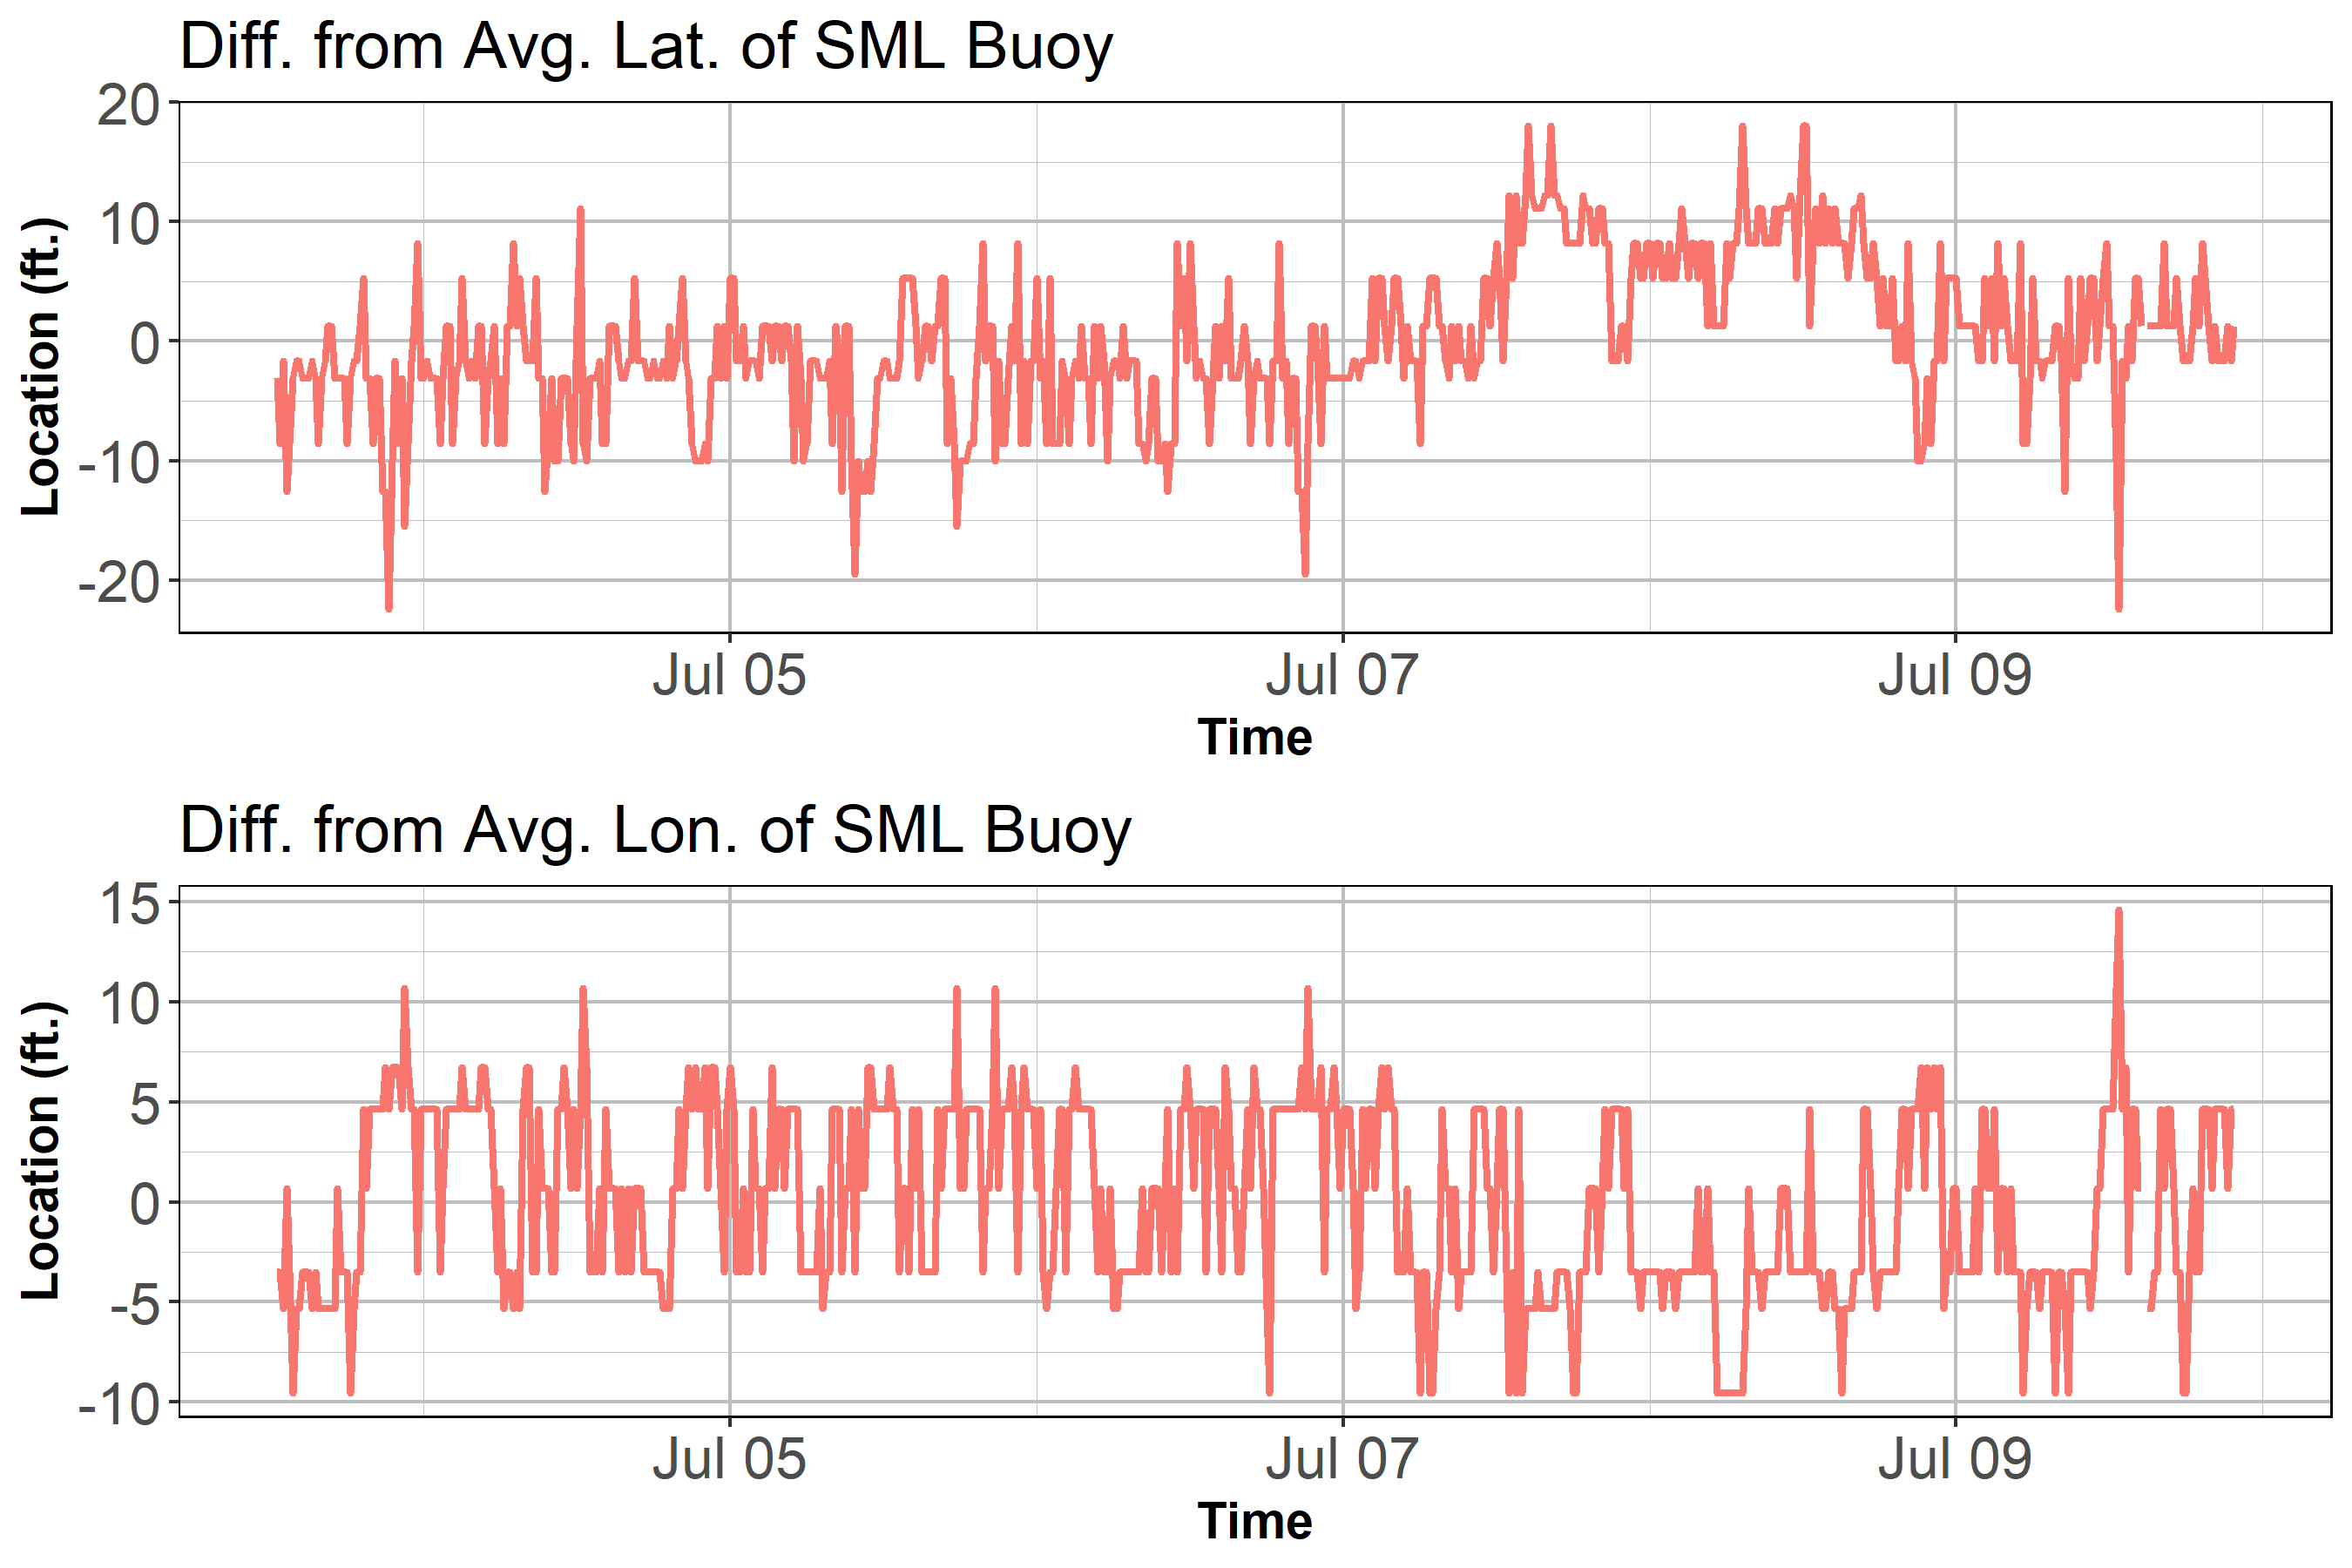 Diff. from Avg. Lat. of SML Buoy
20
10
0
-10
-20
Location (ft.)
Jul 05
Jul 07
Jul 09
Time
Diff. from Avg. Lon. of SML Buoy
15
10
5
0
-5
-10
Location (ft.)
Jul 05
Jul 07
Jul 09
Time